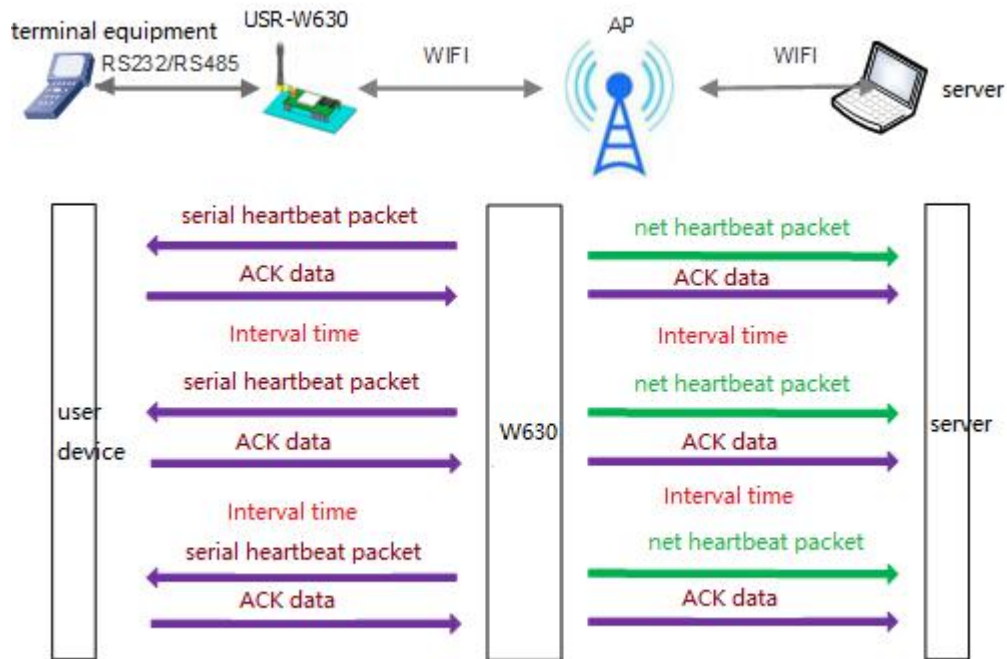 USR-W630
terminal equipment
AP
RS232/RS485
WIFI
WIFI
server
serial heartbeat packet
net heartbeat packet
ACK data
ACK data
Interval time
Interval time
serial heartbeat packet
net heartbeat packet
user
device
W630
server
ACK data
ACK data
Interval time
Interval time
serial heartbeat packet
net heartbeat packet
ACK data
ACK data